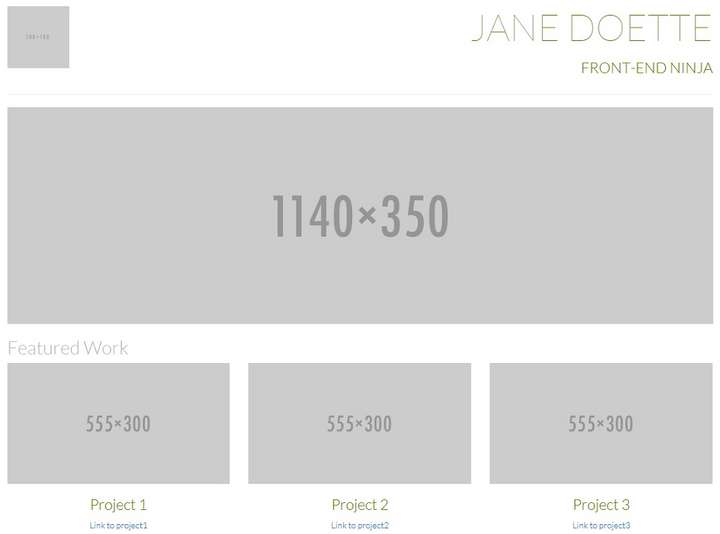 JANE DOETTE
FRONT-END NINJA
1140×350
Featured Work
555×300 555×300 555×300
Project 1 Project 2 Project 3
Link to project1 Link to project2 Link to project3